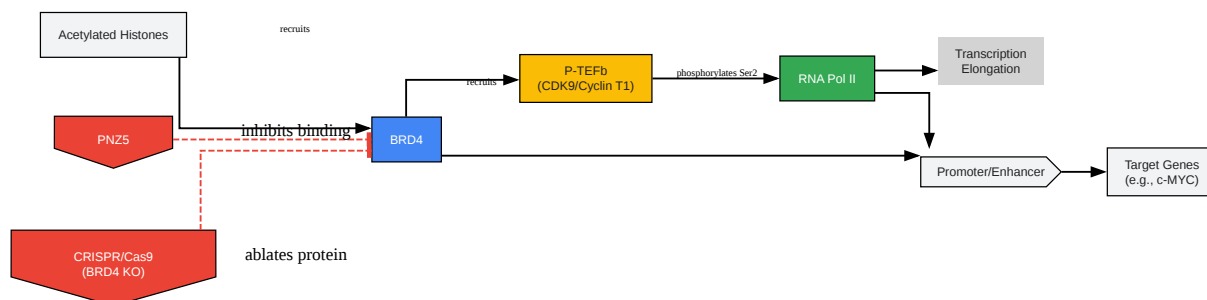 Acetylated Histones
recruits
P-TEFb
(CDK9/Cyclin T1)
recruits
phosphorylates Ser2
RNA Pol II
Transcription
Elongation
PNZ5
inhibits binding
BRD4
Promoter/Enhancer
Target Genes
(e.g., c-MYC)
CRISPR/Cas9
(BRD4 KO)
ablates protein